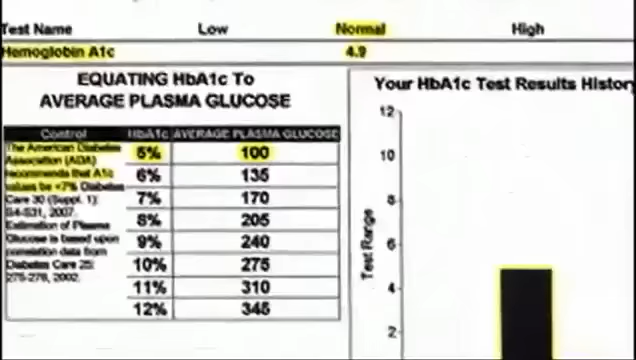 Test Name Low Normal High
Hemoglobin A1c 4.9
EQUATING HbA1c To
AVERAGE PLASMA GLUCOSE
Control HbA1c AVERAGE PLASMA GLUCOSE
The American Diabetes
Association (ADA)
recommends that A1c
values be <7% Diabetes
Care 30 (Suppl. 1):
S4-S31, 2007.
Estimation of Plasma
Glucose is based upon
correlation data from
Diabetes Care 25:
275-278, 2002.
5% 100
6% 135
7% 170
8% 205
9% 240
10% 275
11% 310
12% 345
Your HbA1c Test Results History
Test Range
12
10
8
6
4
2